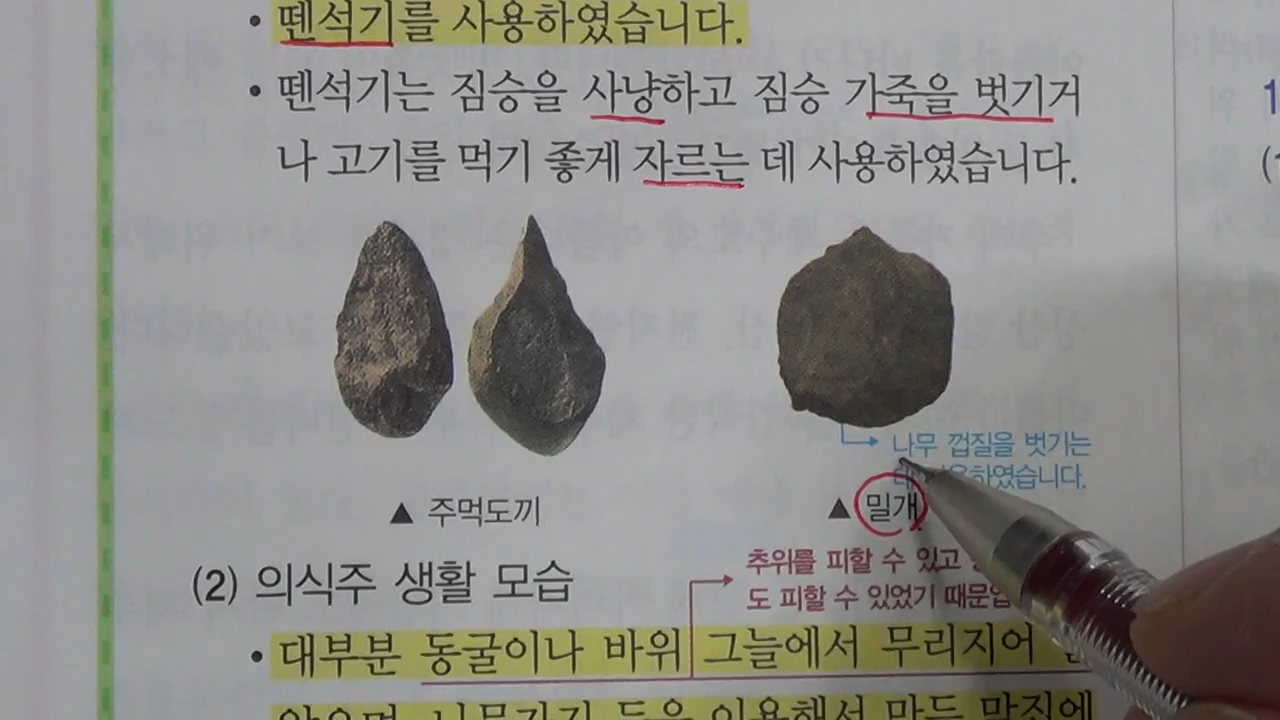 • 뗀석기를 사용하였습니다.
• 뗀석기는 짐승을 사냥하고 짐승 가죽을 벗기거
나 고기를 먹기 좋게 자르는 데 사용하였습니다.
나무 껍질을 벗기는
하였습니다.
▲ 주먹도끼
▲ 밀개
(2) 의식주 생활 모습
추위를 피할 수 있고
도 피할 수 있었기
• 대부분 동굴이나 바위 그늘에서 무리지어